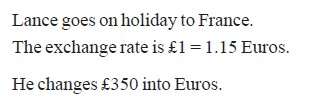 Lance goes on holiday to France.
The exchange rate is £1 = 1.15 Euros.
He changes £350 into Euros.